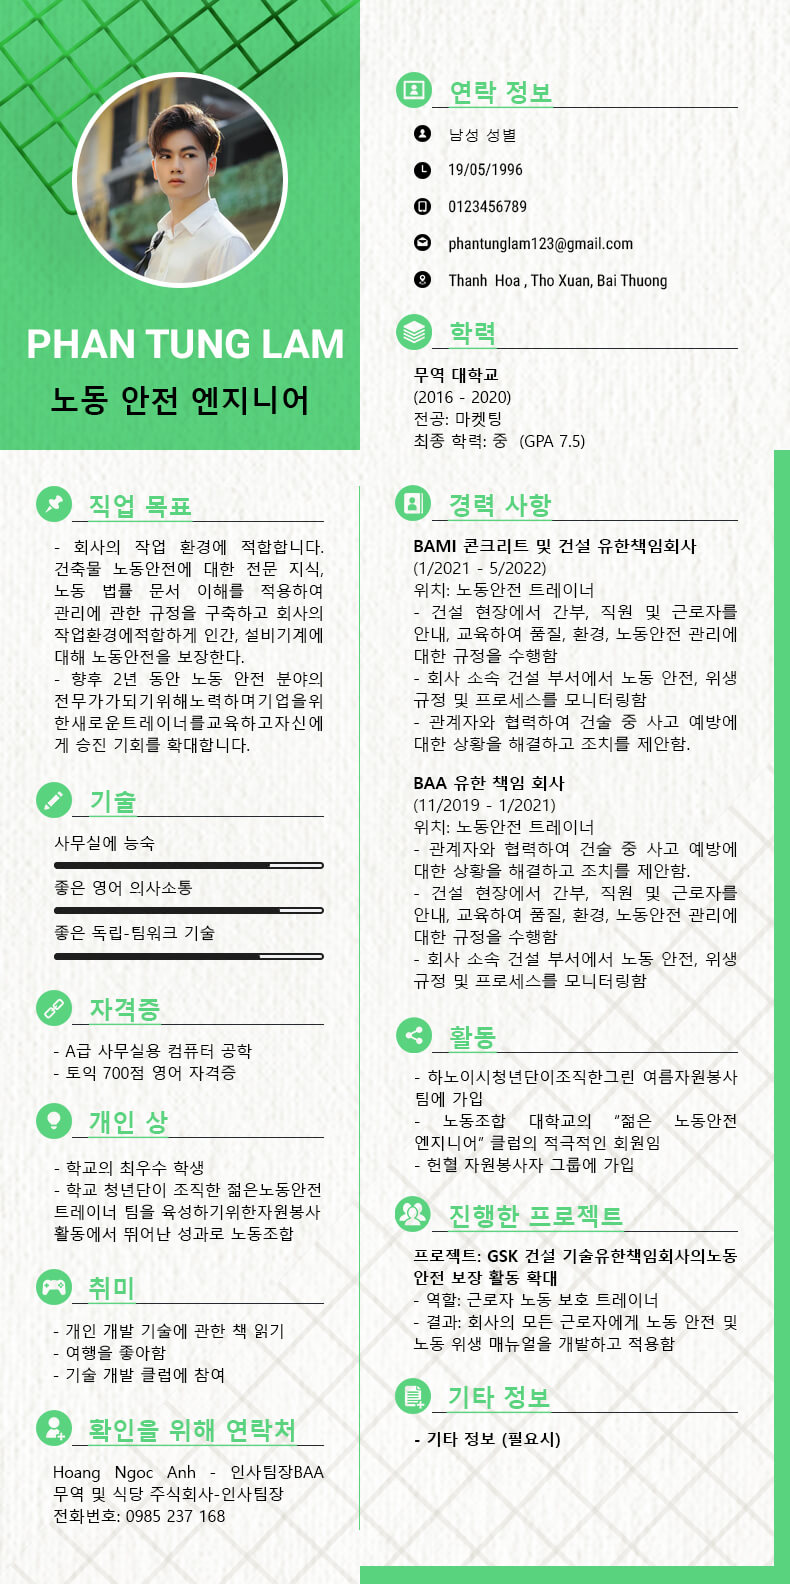 PHAN TUNG LAM
노동 안전 엔지니어
연락 정보
남성 성별
19/05/1996
0123456789
phantunglam123@gmail.com
Thanh Hoa , Tho Xuan, Bai Thuong
학력
무역 대학교
(2016 - 2020)
전공: 마켓팅
최종 학력: 중 (GPA 7.5)
직업 목표
- 회사의 작업 환경에 적합합니다.
건축물 노동안전에 대한 전문 지식,
노동 법률 문서 이해를 적용하여
관리에 관한 규정을 구축하고 회사의
작업환경에적합하게 인간, 설비기계에
대해 노동안전을 보장한다.
- 향후 2년 동안 노동 안전 분야의
전무가가되기위해노력하며기업을위
한새로운트레이너를교육하고자신에
게 승진 기회를 확대합니다.
기술
사무실에 능숙
좋은 영어 의사소통
좋은 독립-팀워크 기술
자격증
- A급 사무실용 컴퓨터 공학
- 토익 700점 영어 자격증
개인 상
- 학교의 최우수 학생
- 학교 청년단이 조직한 젊은노동안전
트레이너 팀을 육성하기위한자원봉사
활동에서 뛰어난 성과로 노동조합
취미
- 개인 개발 기술에 관한 책 읽기
- 여행을 좋아함
- 기술 개발 클럽에 참여
확인을 위해 연락처
Hoang Ngoc Anh - 인사팀장BAA
무역 및 식당 주식회사-인사팀장
전화번호: 0985 237 168
경력 사항
BAMI 콘크리트 및 건설 유한책임회사
(1/2021 - 5/2022)
위치: 노동안전 트레이너
- 건설 현장에서 간부, 직원 및 근로자를
안내, 교육하여 품질, 환경, 노동안전 관리에
대한 규정을 수행함
- 회사 소속 건설 부서에서 노동 안전, 위생
규정 및 프로세스를 모니터링함
- 관계자와 협력하여 건술 중 사고 예방에
대한 상황을 해결하고 조치를 제안함.
BAA 유한 책임 회사
(11/2019 - 1/2021)
위치: 노동안전 트레이너
- 관계자와 협력하여 건술 중 사고 예방에
대한 상황을 해결하고 조치를 제안함.
- 건설 현장에서 간부, 직원 및 근로자를
안내, 교육하여 품질, 환경, 노동안전 관리에
대한 규정을 수행함
- 회사 소속 건설 부서에서 노동 안전, 위생
규정 및 프로세스를 모니터링함
활동
- 하노이시청년단이조직한그린 여름자원봉사
팀에 가입
- 노동조합 대학교의 “젊은 노동안전
엔지니어” 클럽의 적극적인 회원임
- 헌혈 자원봉사자 그룹에 가입
진행한 프로젝트
프로젝트: GSK 건설 기술유한책임회사의노동
안전 보장 활동 확대
- 역할: 근로자 노동 보호 트레이너
- 결과: 회사의 모든 근로자에게 노동 안전 및
노동 위생 매뉴얼을 개발하고 적용함
기타 정보
- 기타 정보 (필요시)